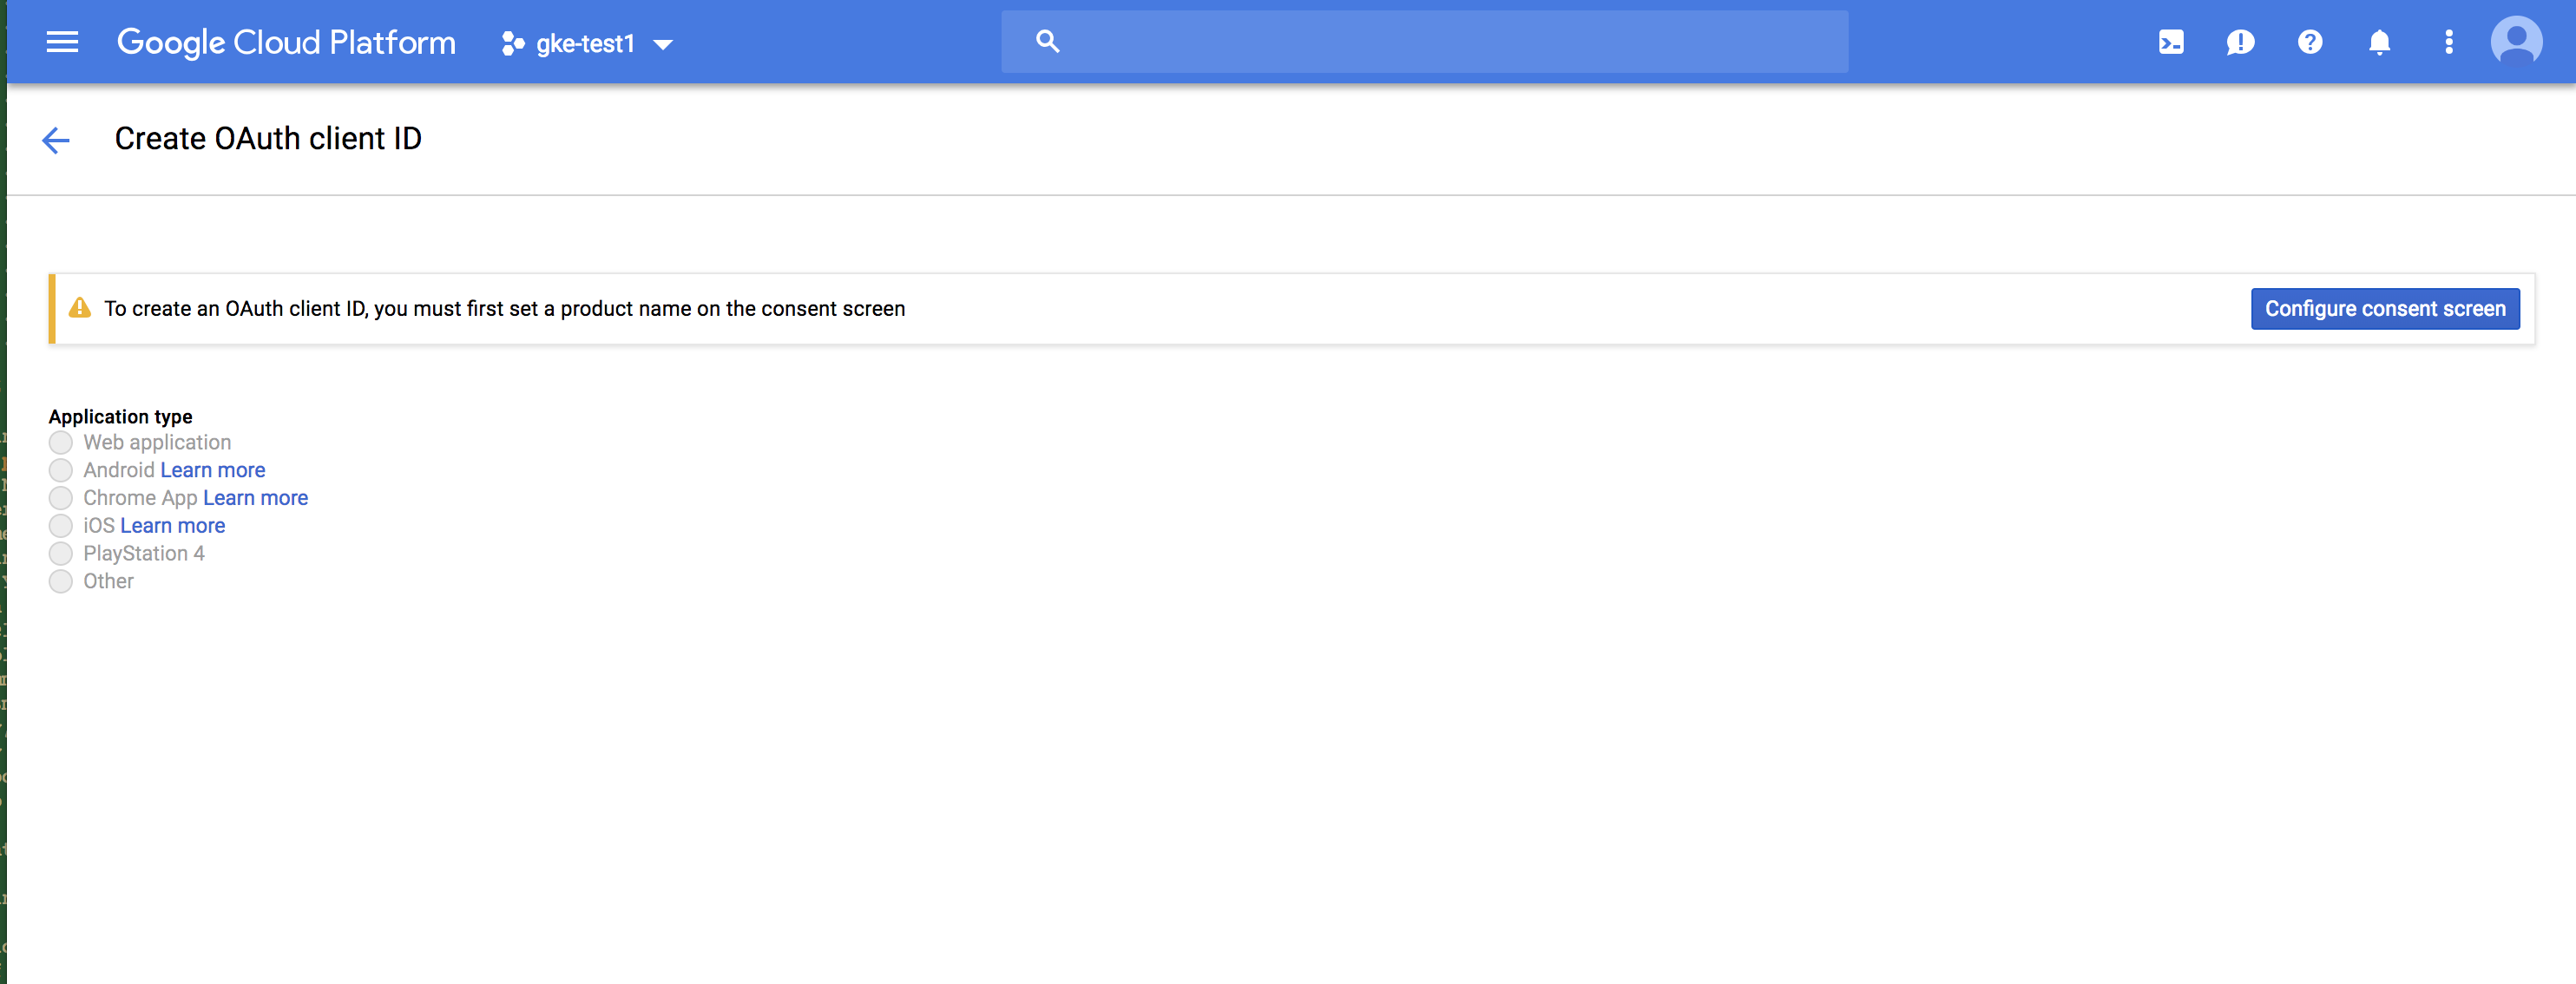 Google Cloud Platform gke-test1
Create OAuth client ID
To create an OAuth client ID, you must first set a product name on the consent screen Configure consent screen
Application type
Web application
Android Learn more
Chrome App Learn more
iOS Learn more
PlayStation 4
Other